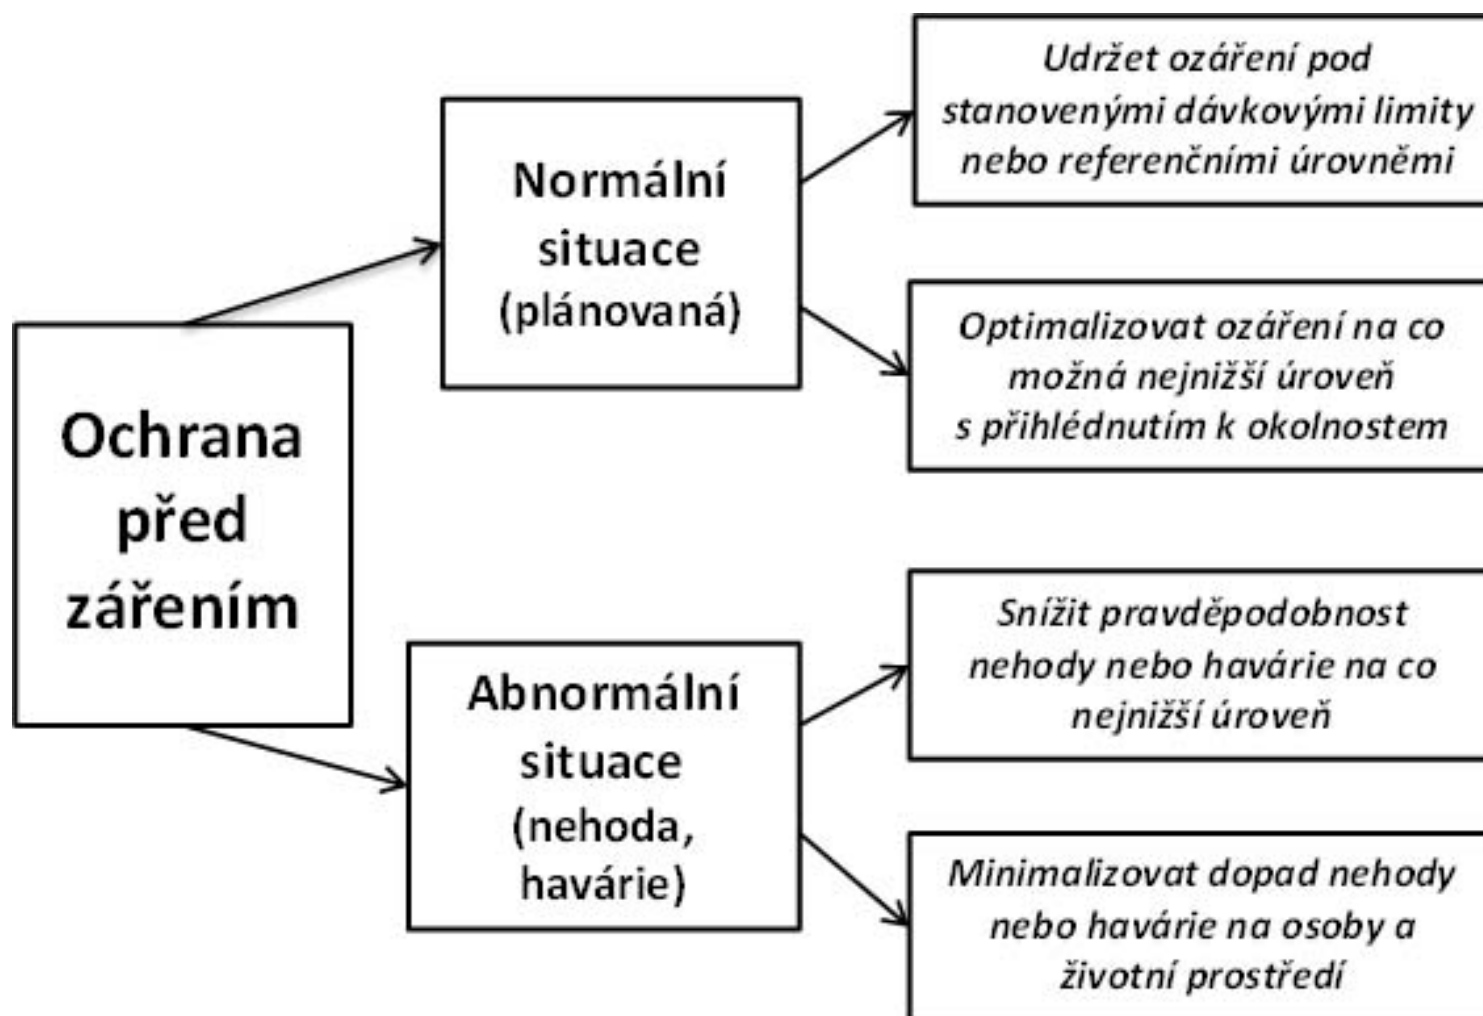 Ochrana
před
zářením
Normální
situace
(plánovaná)
Udržet ozáření pod
stanovenými dávkovými limity
nebo referenčními úrovněmi
Optimalizovat ozáření na co
možná nejnižší úroveň
s přihlédnutím k okolnostem
Abnormální
situace
(nehoda,
havárie)
Snížit pravděpodobnost
nehody nebo havárie na co
nejnižší úroveň
Minimalizovat dopad nehody
nebo havárie na osoby a
životní prostředí